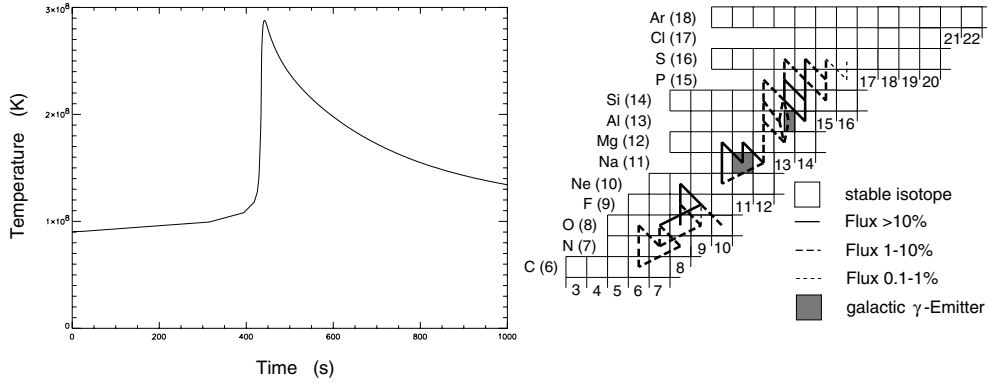 3×10⁸
2×10⁸
1×10⁸
0
Temperature (K)
0 200 400 600 800 1000
Time (s)
Ar (18)
Cl (17)
S (16)
P (15)
Si (14)
Al (13)
Mg (12)
Na (11)
Ne (10)
F (9)
O (8)
N (7)
C (6)
21 22
17 18 19 20
15 16
13 14
11 12
9 10
8
3 4 5 6 7
stable isotope
Flux >10%
Flux 1-10%
Flux 0.1-1%
galactic γ-Emitter